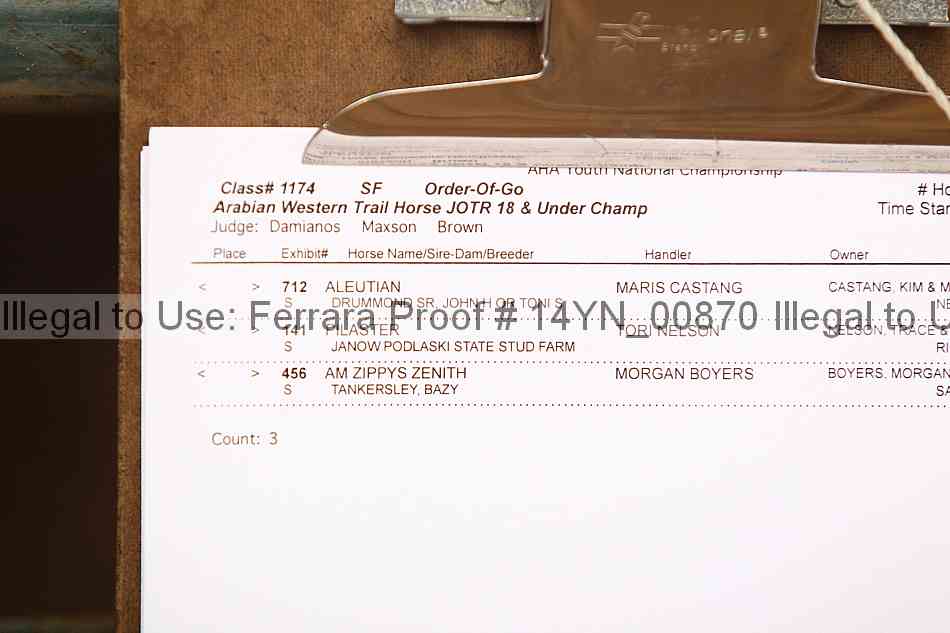 AHA Youth National Championship
Class# 1174 SF Order-Of-Go # Ho
Arabian Western Trail Horse JOTR 18 & Under Champ Time Star
Judge: Damianos Maxson Brown
Place Exhibit# Horse Name/Sire-Dam/Breeder Handler Owner
< > 712 ALEUTIAN MARIS CASTANG CASTANG, KIM & M
S DRUMMOND SR, JOHN H OR TONI S NE
Illegal to Use: Ferrara Proof # 14YN_00870 Illegal to U
< > 141 PILASTER TORI NELSON NELSON, TRACE &
S JANOW PODLASKI STATE STUD FARM RI
< > 456 AM ZIPPYS ZENITH MORGAN BOYERS BOYERS, MORGAN
S TANKERSLEY, BAZY SA
Count: 3